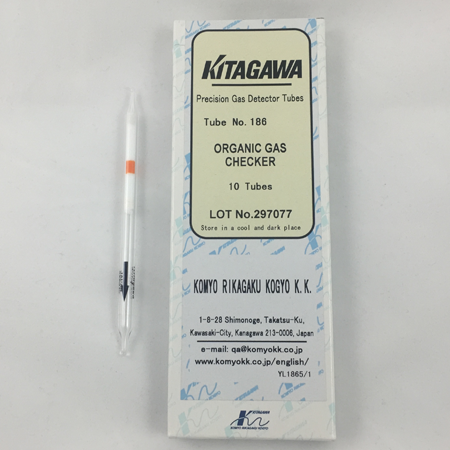 KITAGAWA
Precision Gas Detector Tubes
Tube No. 186
ORGANIC GAS
CHECKER
10 Tubes
LOT No.297077
Store in a cool and dark place
KOMYO RIKAGAKU KOGYO K.K.
1-8-28 Shimonoge, Takatsu-Ku,
Kawasaki-City, Kanagawa 213-0006, Japan
e-mail: qa@komyokk.co.jp
www.komyokk.co.jp/english/
YL1865/1
KITAGAWA